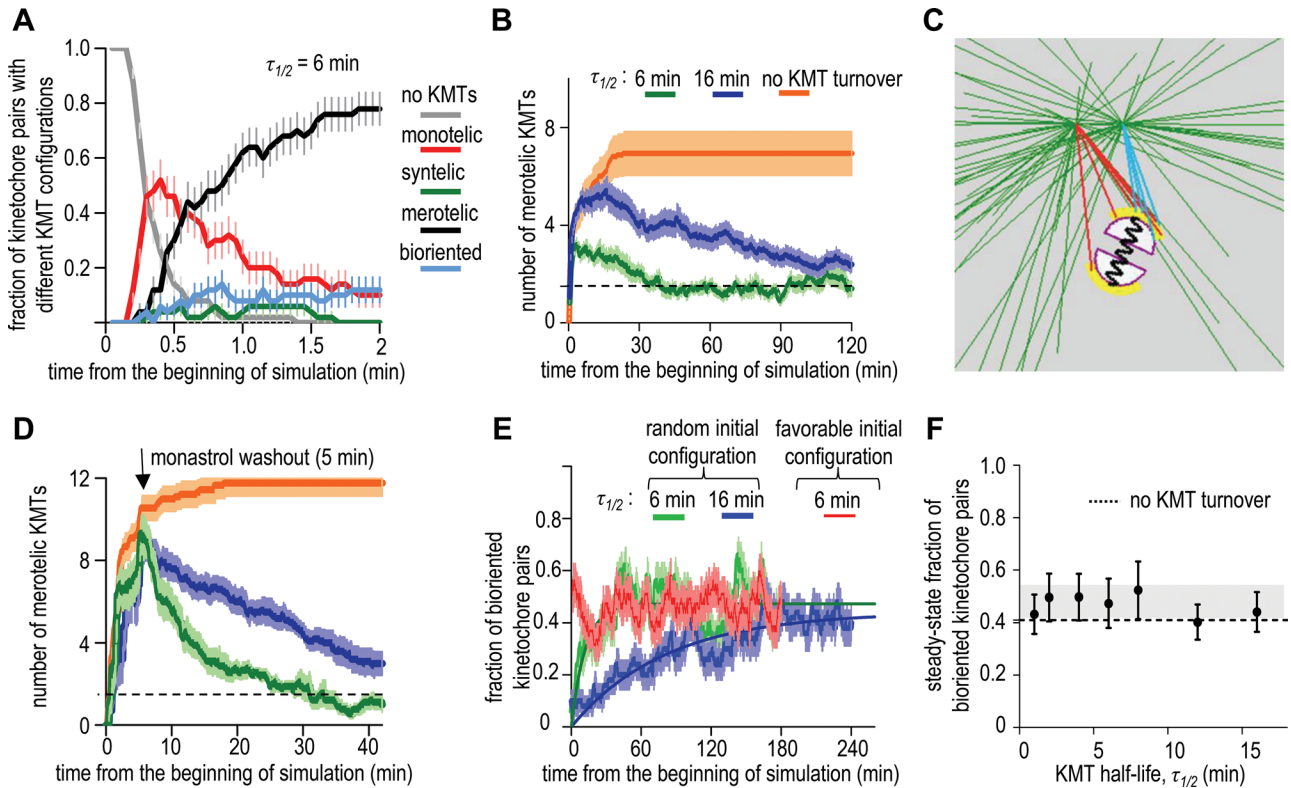 A
fraction of kinetochore pairs with
different KMT configurations
1.0
0.8
0.6
0.4
0.2
0.5
1.0
1.5
2
time from the beginning of simulation (min)
τ1/2 = 6 min
no KMTs
monotelic
syntelic
merotelic
bioriented
B
number of merotelic KMTs
8
4
0
0
30
60
90
120
time from the beginning of simulation (min)
τ1/2 : 6 min 16 min no KMT turnover
C
D
number of merotelic KMTs
12
8
4
0
0
10
20
30
40
time from the beginning of simulation (min)
monastrol washout (5 min)
E
fraction of bioriented
kinetochore pairs
0.8
0.6
0.4
0.2
0
0
60
120
180
240
time from the beginning of simulation (min)
random initial
configuration
favorable initial
configuration
τ1/2 : 6 min 16 min 6 min
F
steady-state fraction of
bioriented kinetochore pairs
1.0
0.8
0.6
0.4
0.2
0
0
5
10
15
KMT half-life, τ1/2 (min)
no KMT turnover